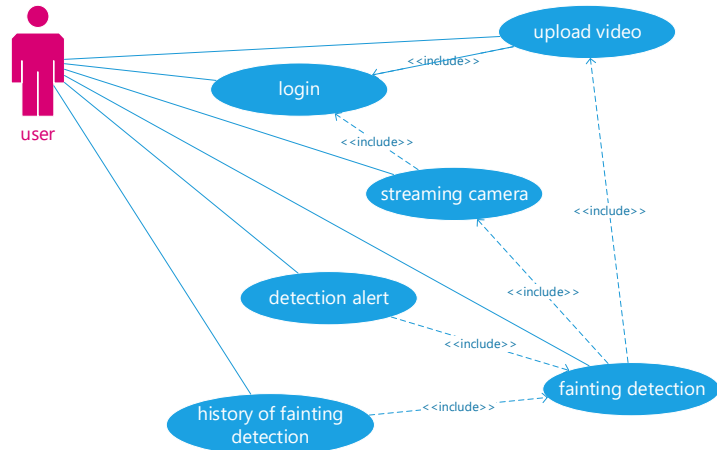 upload video
<<include>>
login
user
<<include>>
streaming camera
<<include>>
<<include>>
detection alert
<<include>>
fainting detection
<<include>>
history of fainting
detection